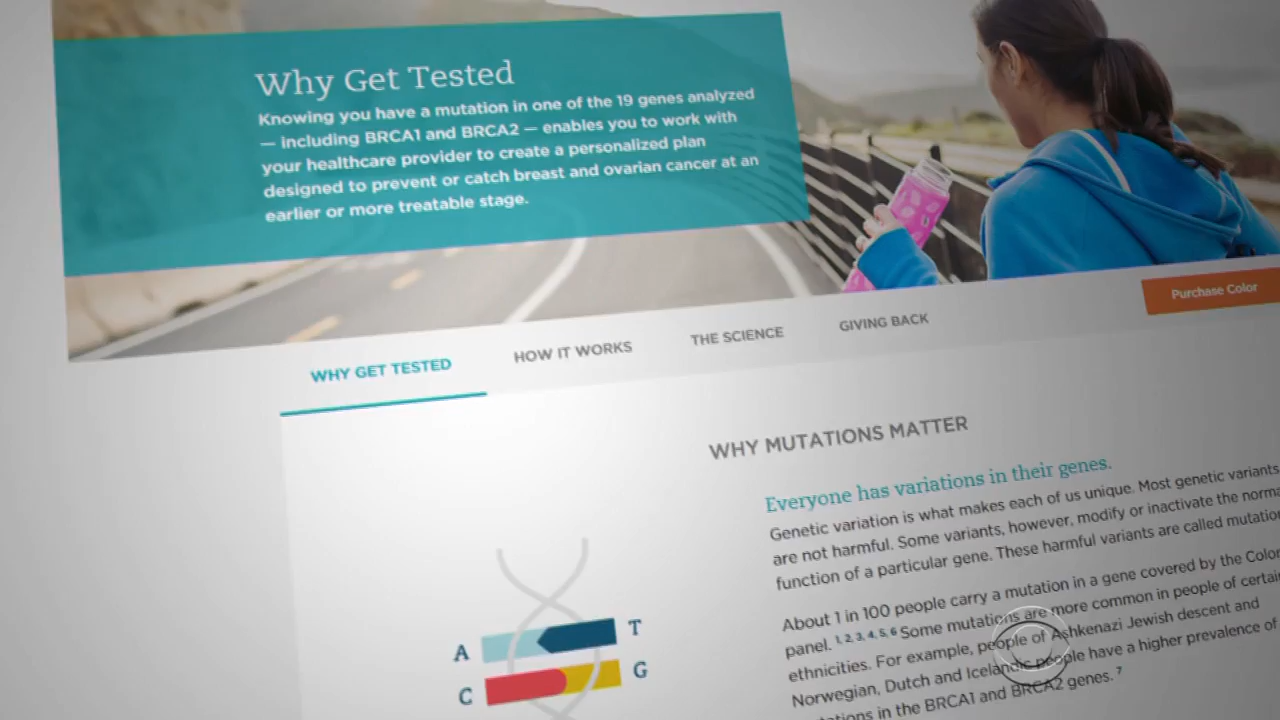 Why Get Tested
Knowing you have a mutation in one of the 19 genes analyzed
— including BRCA1 and BRCA2 — enables you to work with
your healthcare provider to create a personalized plan
designed to prevent or catch breast and ovarian cancer at an
earlier or more treatable stage.
Purchase Color
WHY GET TESTED
HOW IT WORKS
THE SCIENCE
GIVING BACK
WHY MUTATIONS MATTER
Everyone has variations in their genes.
Genetic variation is what makes each of us unique. Most genetic variants
are not harmful. Some variants, however, modify or inactivate the
function of a particular gene. These harmful variants are called
About 1 in 100 people carry a mutation in a gene covered by the Color
panel. 1, 2, 3, 4, 5, 6 Some mutations are more common in people of certain
ethnicities. For example, people of Ashkenazi Jewish descent and
Norwegian, Dutch and Icelandic people have a higher prevalence of
in the BRCA1 and BRCA2 genes. 7
A T
C G